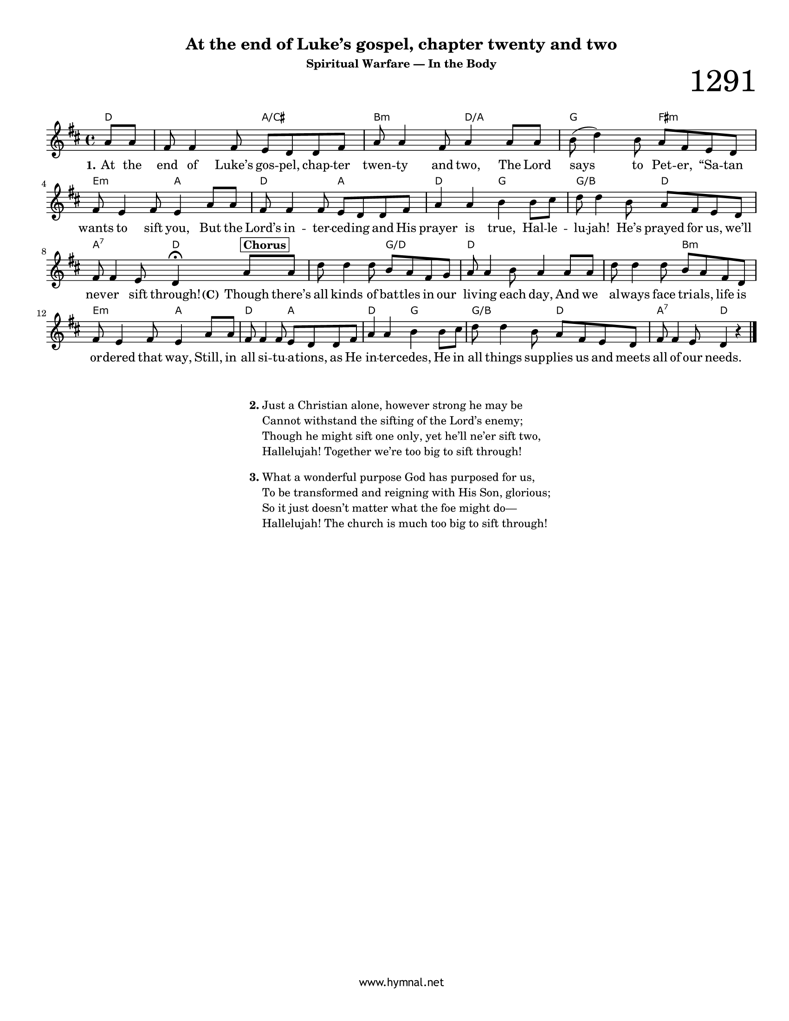 At the end of Luke's gospel, chapter twenty and two
Spiritual Warfare — In the Body
1291
D A/C♯ Bm D/A G F♯m
1. At the end of Luke's gos-pel, chap-ter twen-ty and two, The Lord says to Pet-er, “Sa-tan
4 Em A D A D G G/B D
wants to sift you, But the Lord's in - ter-ceding and His prayer is true, Hal-le - lu-jah! He's prayed for us, we'll
8 A7 D Chorus G/D D Bm
never sift through!(C) Though there's all kinds of battles in our living each day, And we always face trials, life is
12 Em A D A D G G/B D A7 D
ordered that way, Still, in all si-tu-ations, as He in-tercedes, He in all things supplies us and meets all of our needs.
2. Just a Christian alone, however strong he may be
Cannot withstand the sifting of the Lord's enemy;
Though he might sift one only, yet he'll ne'er sift two,
Hallelujah! Together we're too big to sift through!
3. What a wonderful purpose God has purposed for us,
To be transformed and reigning with His Son, glorious;
So it just doesn't matter what the foe might do—
Hallelujah! The church is much too big to sift through!
www.hymnal.net